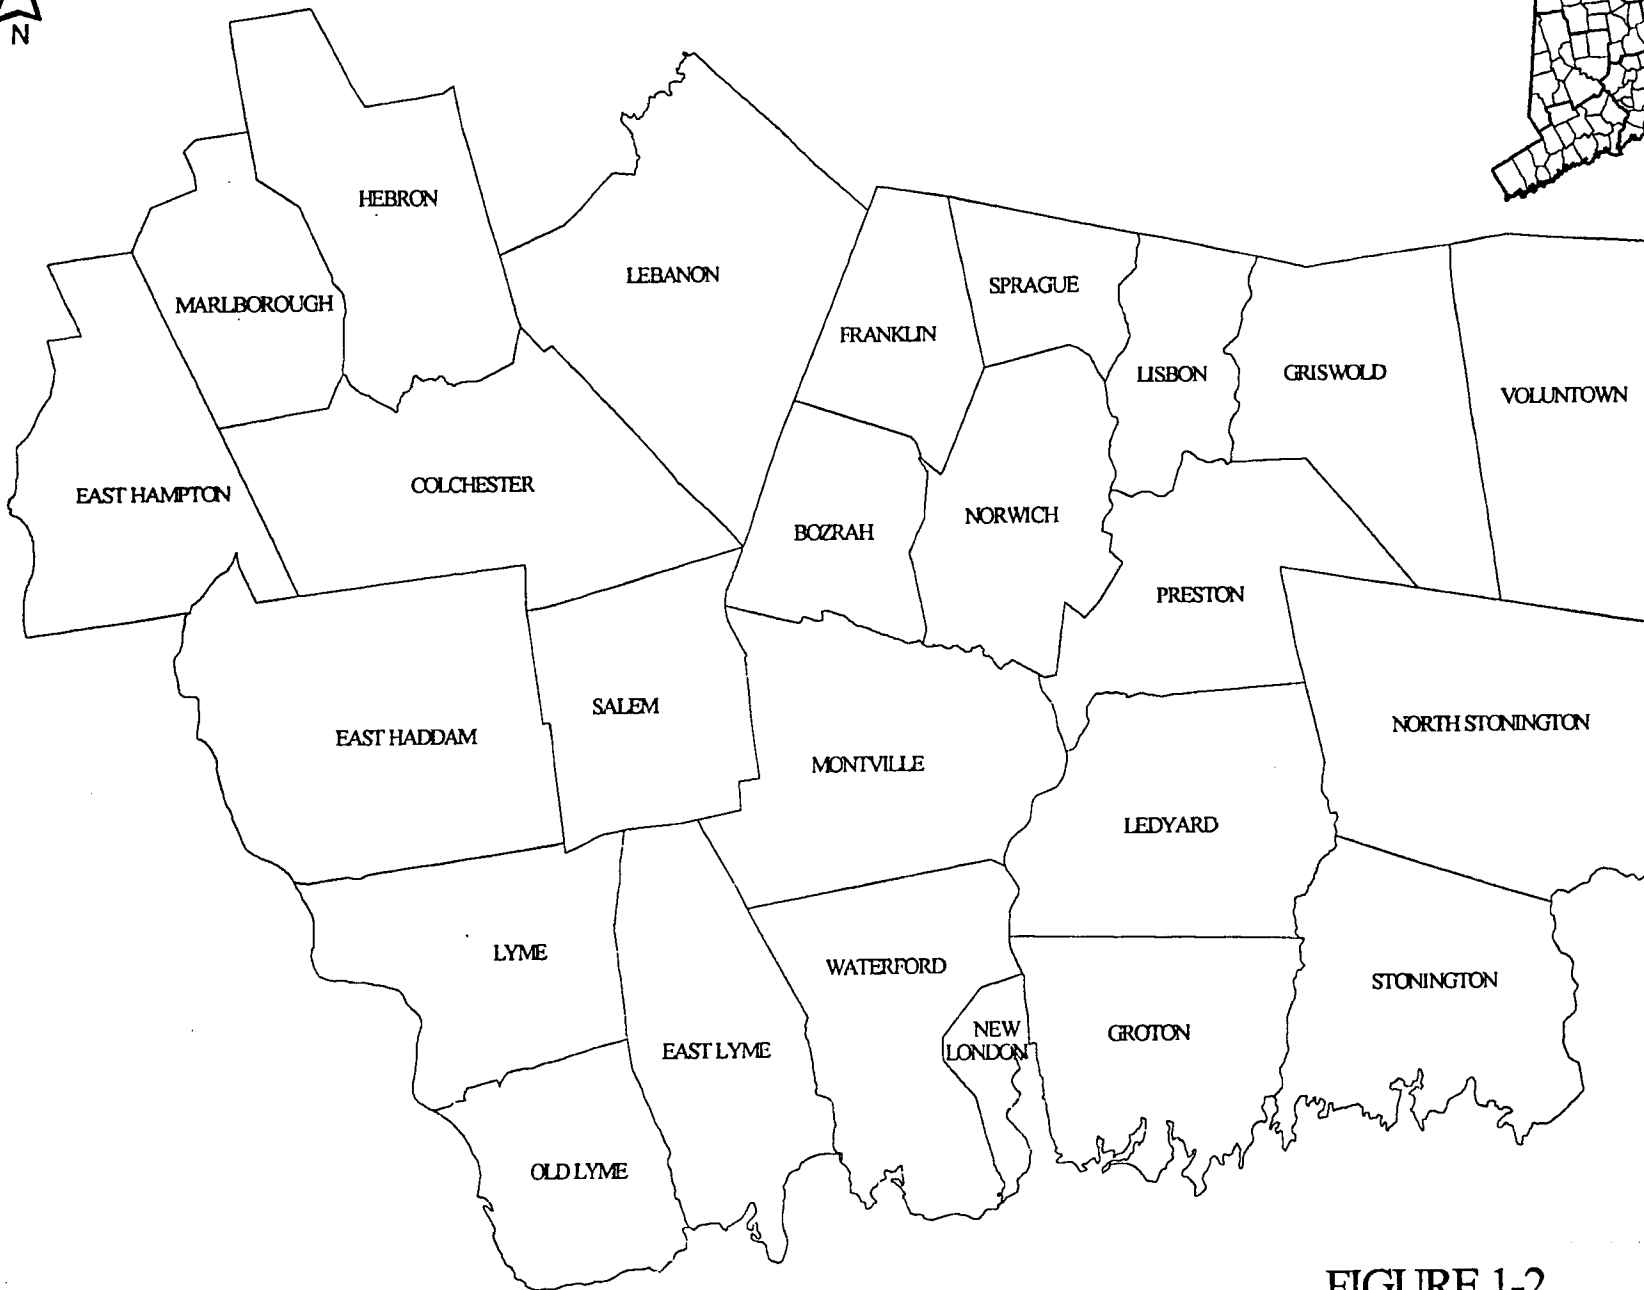 N
HEBRON
LEBANON
MARLBOROUGH
SPRAGUE
FRANKLIN
LISBON
GRISWOLD
VOLUNTOWN
EAST HAMPTON
COLCHESTER
BOZRAH
NORWICH
PRESTON
SALEM
EAST HADDAM
MONTVILLE
NORTH STONINGTON
LEDYARD
LYME
WATERFORD
STONINGTON
NEW
LONDON
GROTON
EAST LYME
OLD LYME
FIGURE 1-2